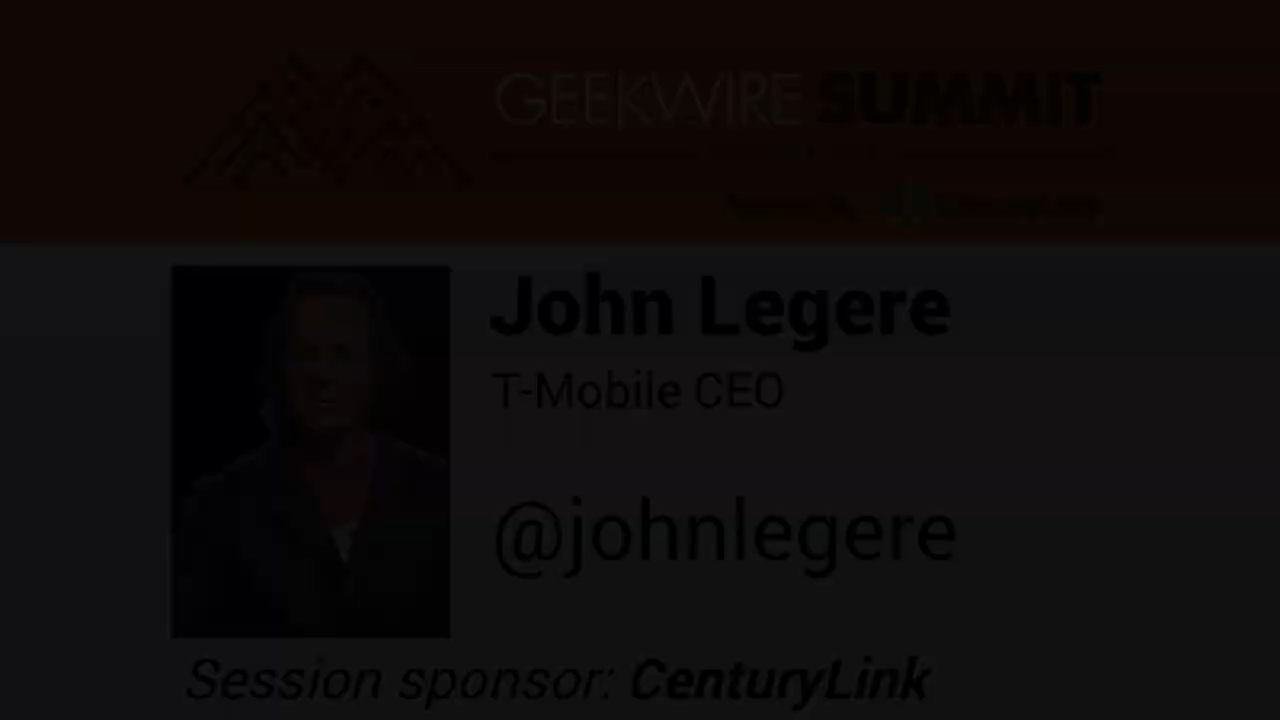 GEEKWIRE SUMMIT
John Legere
T-Mobile CEO
@johnlegere
Session sponsor: CenturyLink